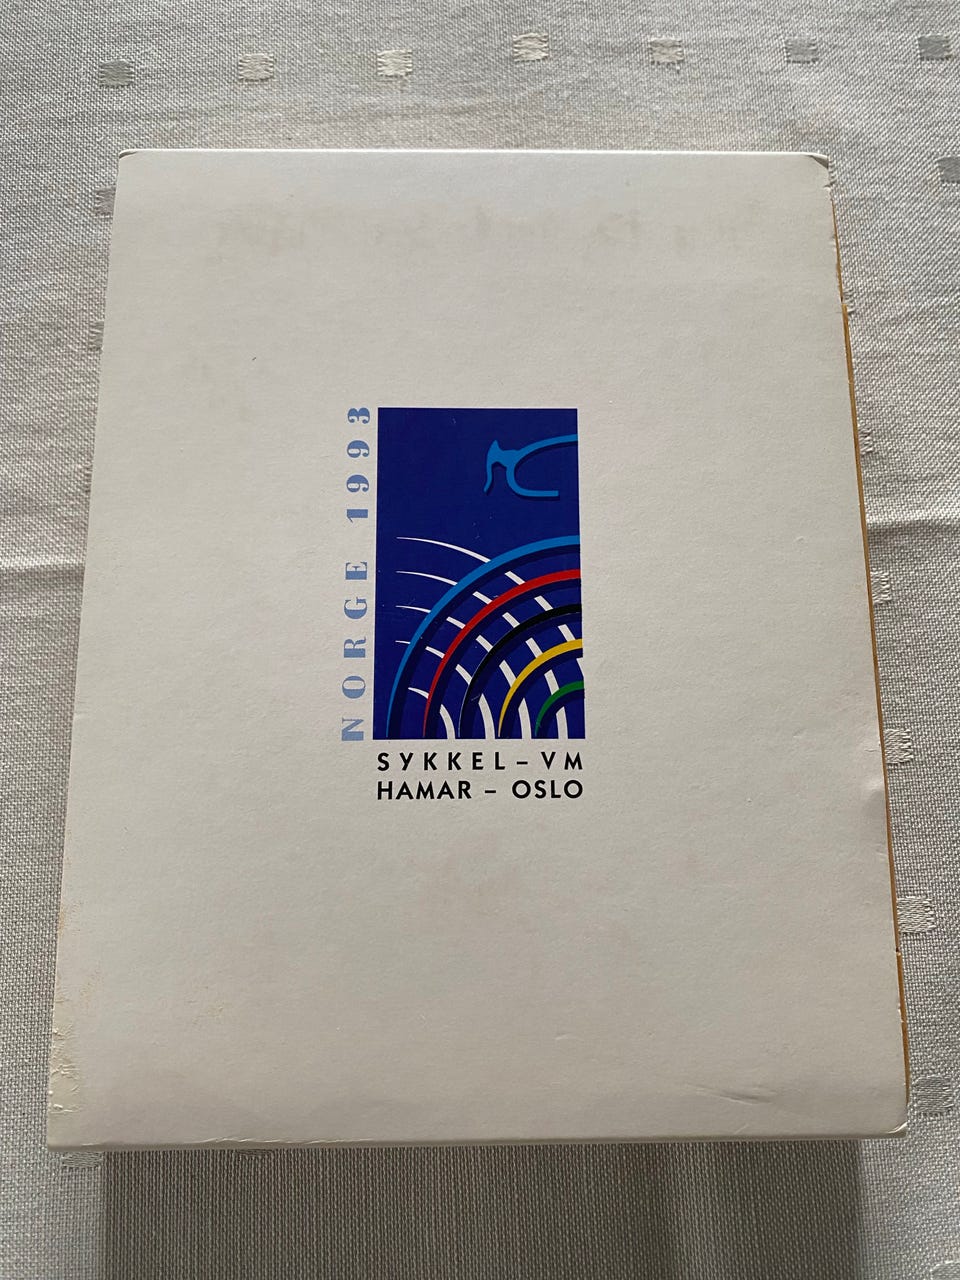 NORGE 1993
SYKKEL – VM
HAMAR – OSLO